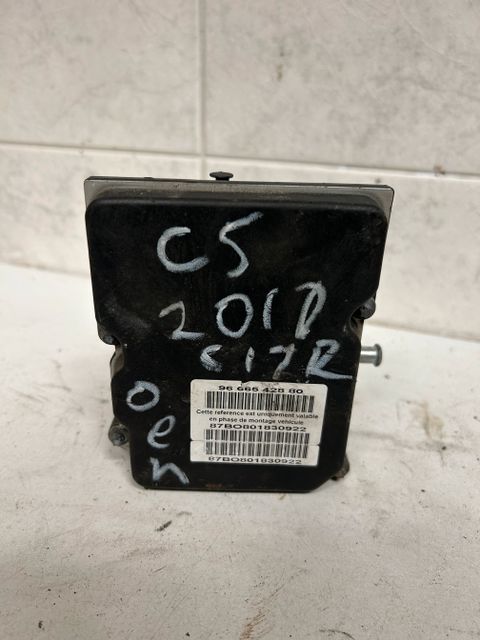 C5
2010
CITR
oen
96 665 428 80
Cette reference est uniquement valable
en phase de montage vehicule
87BO801830922
87BO801830922